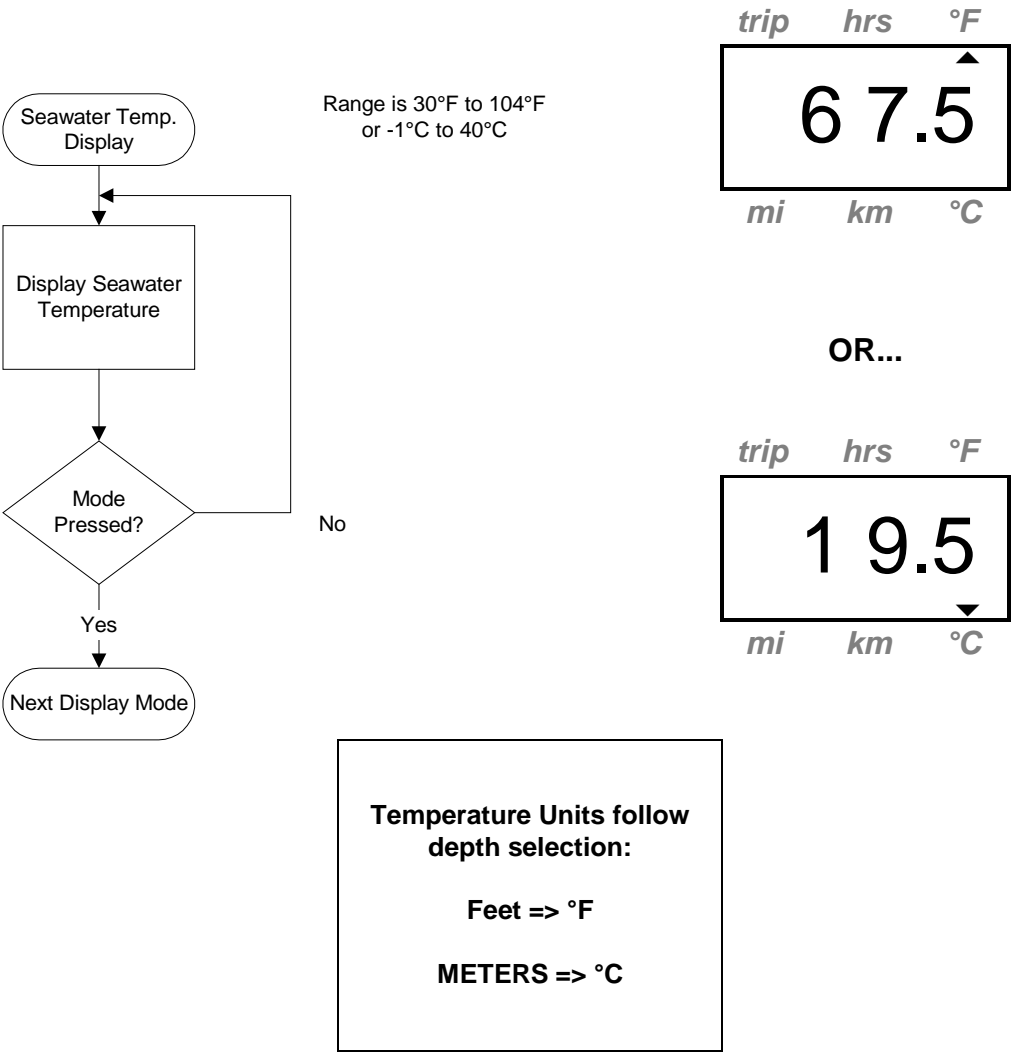 Seawater Temp.
Display
Display Seawater
Temperature
Mode
Pressed?
No
Yes
Next Display Mode
Range is 30°F to 104°F
or -1°C to 40°C
trip hrs °F
6 7.5
mi km °C
OR...
trip hrs °F
1 9.5
mi km °C
Temperature Units follow
depth selection:
Feet => °F
METERS => °C